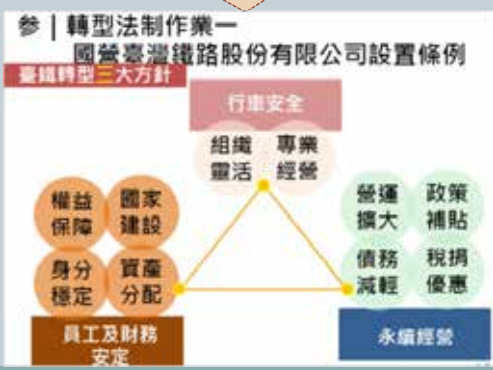 參｜轉型法制作業一
國營臺灣鐵路股份有限公司設置條例
臺鐵轉型三大方針
行車安全
組織靈活
專業經營
權益保障
國家建設
身分穩定
資產分配
營運擴大
政策補貼
債務減輕
稅捐優惠
員工及財務
安定
永續經營